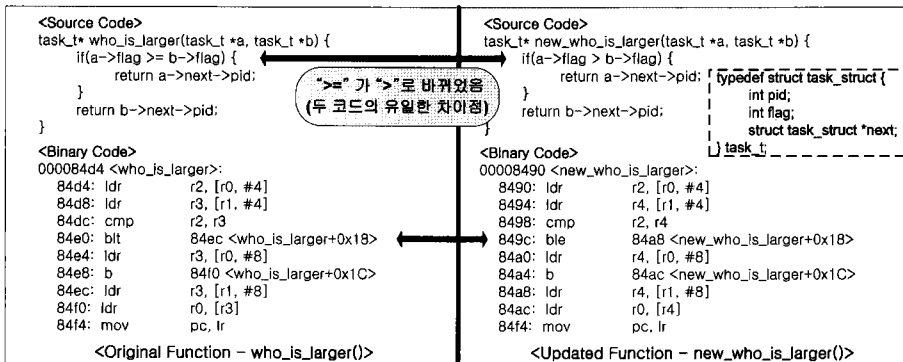 <Source Code>
task_t* who_is_larger(task_t *a, task_t *b) {
if(a->flag >= b->flag) {
return a->next->pid;
}
return b->next->pid;
}
<Binary Code>
000084d4 <who_is_larger>:
84d4: ldr r2, [r0, #4]
84d8: ldr r3, [r1, #4]
84dc: cmp r2, r3
84e0: blt 84ec <who_is_larger+0x18>
84e4: ldr r3, [r0, #8]
84e8: b 84f0 <who_is_larger+0x1C>
84ec: ldr r3, [r1, #8]
84f0: ldr r0, [r3]
84f4: mov pc, lr
<Original Function - who_is_larger()>
">=" 가 ">"로 바뀌었음
(두 코드의 유일한 차이점)
<Source Code>
task_t* new_who_is_larger(task_t *a, task_t *b) {
if(a->flag > b->flag) {
return a->next->pid;
}
return b->next->pid;
}
typedef struct task_struct {
int pid;
int flag;
struct task_struct *next;
} task_t;
<Binary Code>
00008490 <new_who_is_larger>:
8490: ldr r2, [r0, #4]
8494: ldr r4, [r1, #4]
8498: cmp r2, r4
849c: ble 84a8 <new_who_is_larger+0x18>
84a0: ldr r4, [r0, #8]
84a4: b 84ac <new_who_is_larger+0x1C>
84a8: ldr r4, [r1, #8]
84ac: ldr r0, [r4]
84f4: mov pc, lr
<Updated Function - new_who_is_larger()>